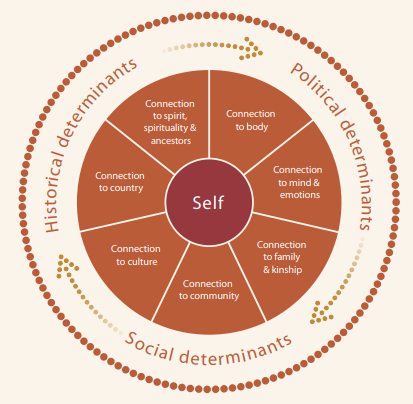 Historical determinants
Political determinants
Social determinants
Connection
to spirit,
spirituality &
ancestors
Connection
to body
Connection
to mind &
emotions
Connection
to family
& kinship
Connection
to community
Connection
to culture
Connection
to country
Self